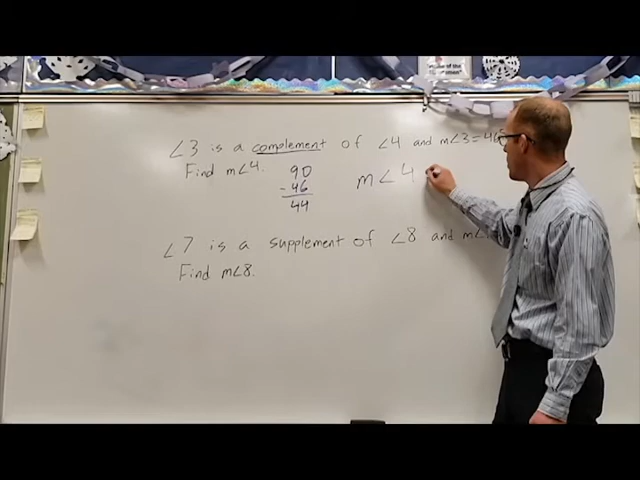 ∠3 is a complement of ∠4 and m∠3=46
Find m∠4.
90
-46
44
m∠4
∠7 is a supplement of ∠8 and m∠
Find m∠8.